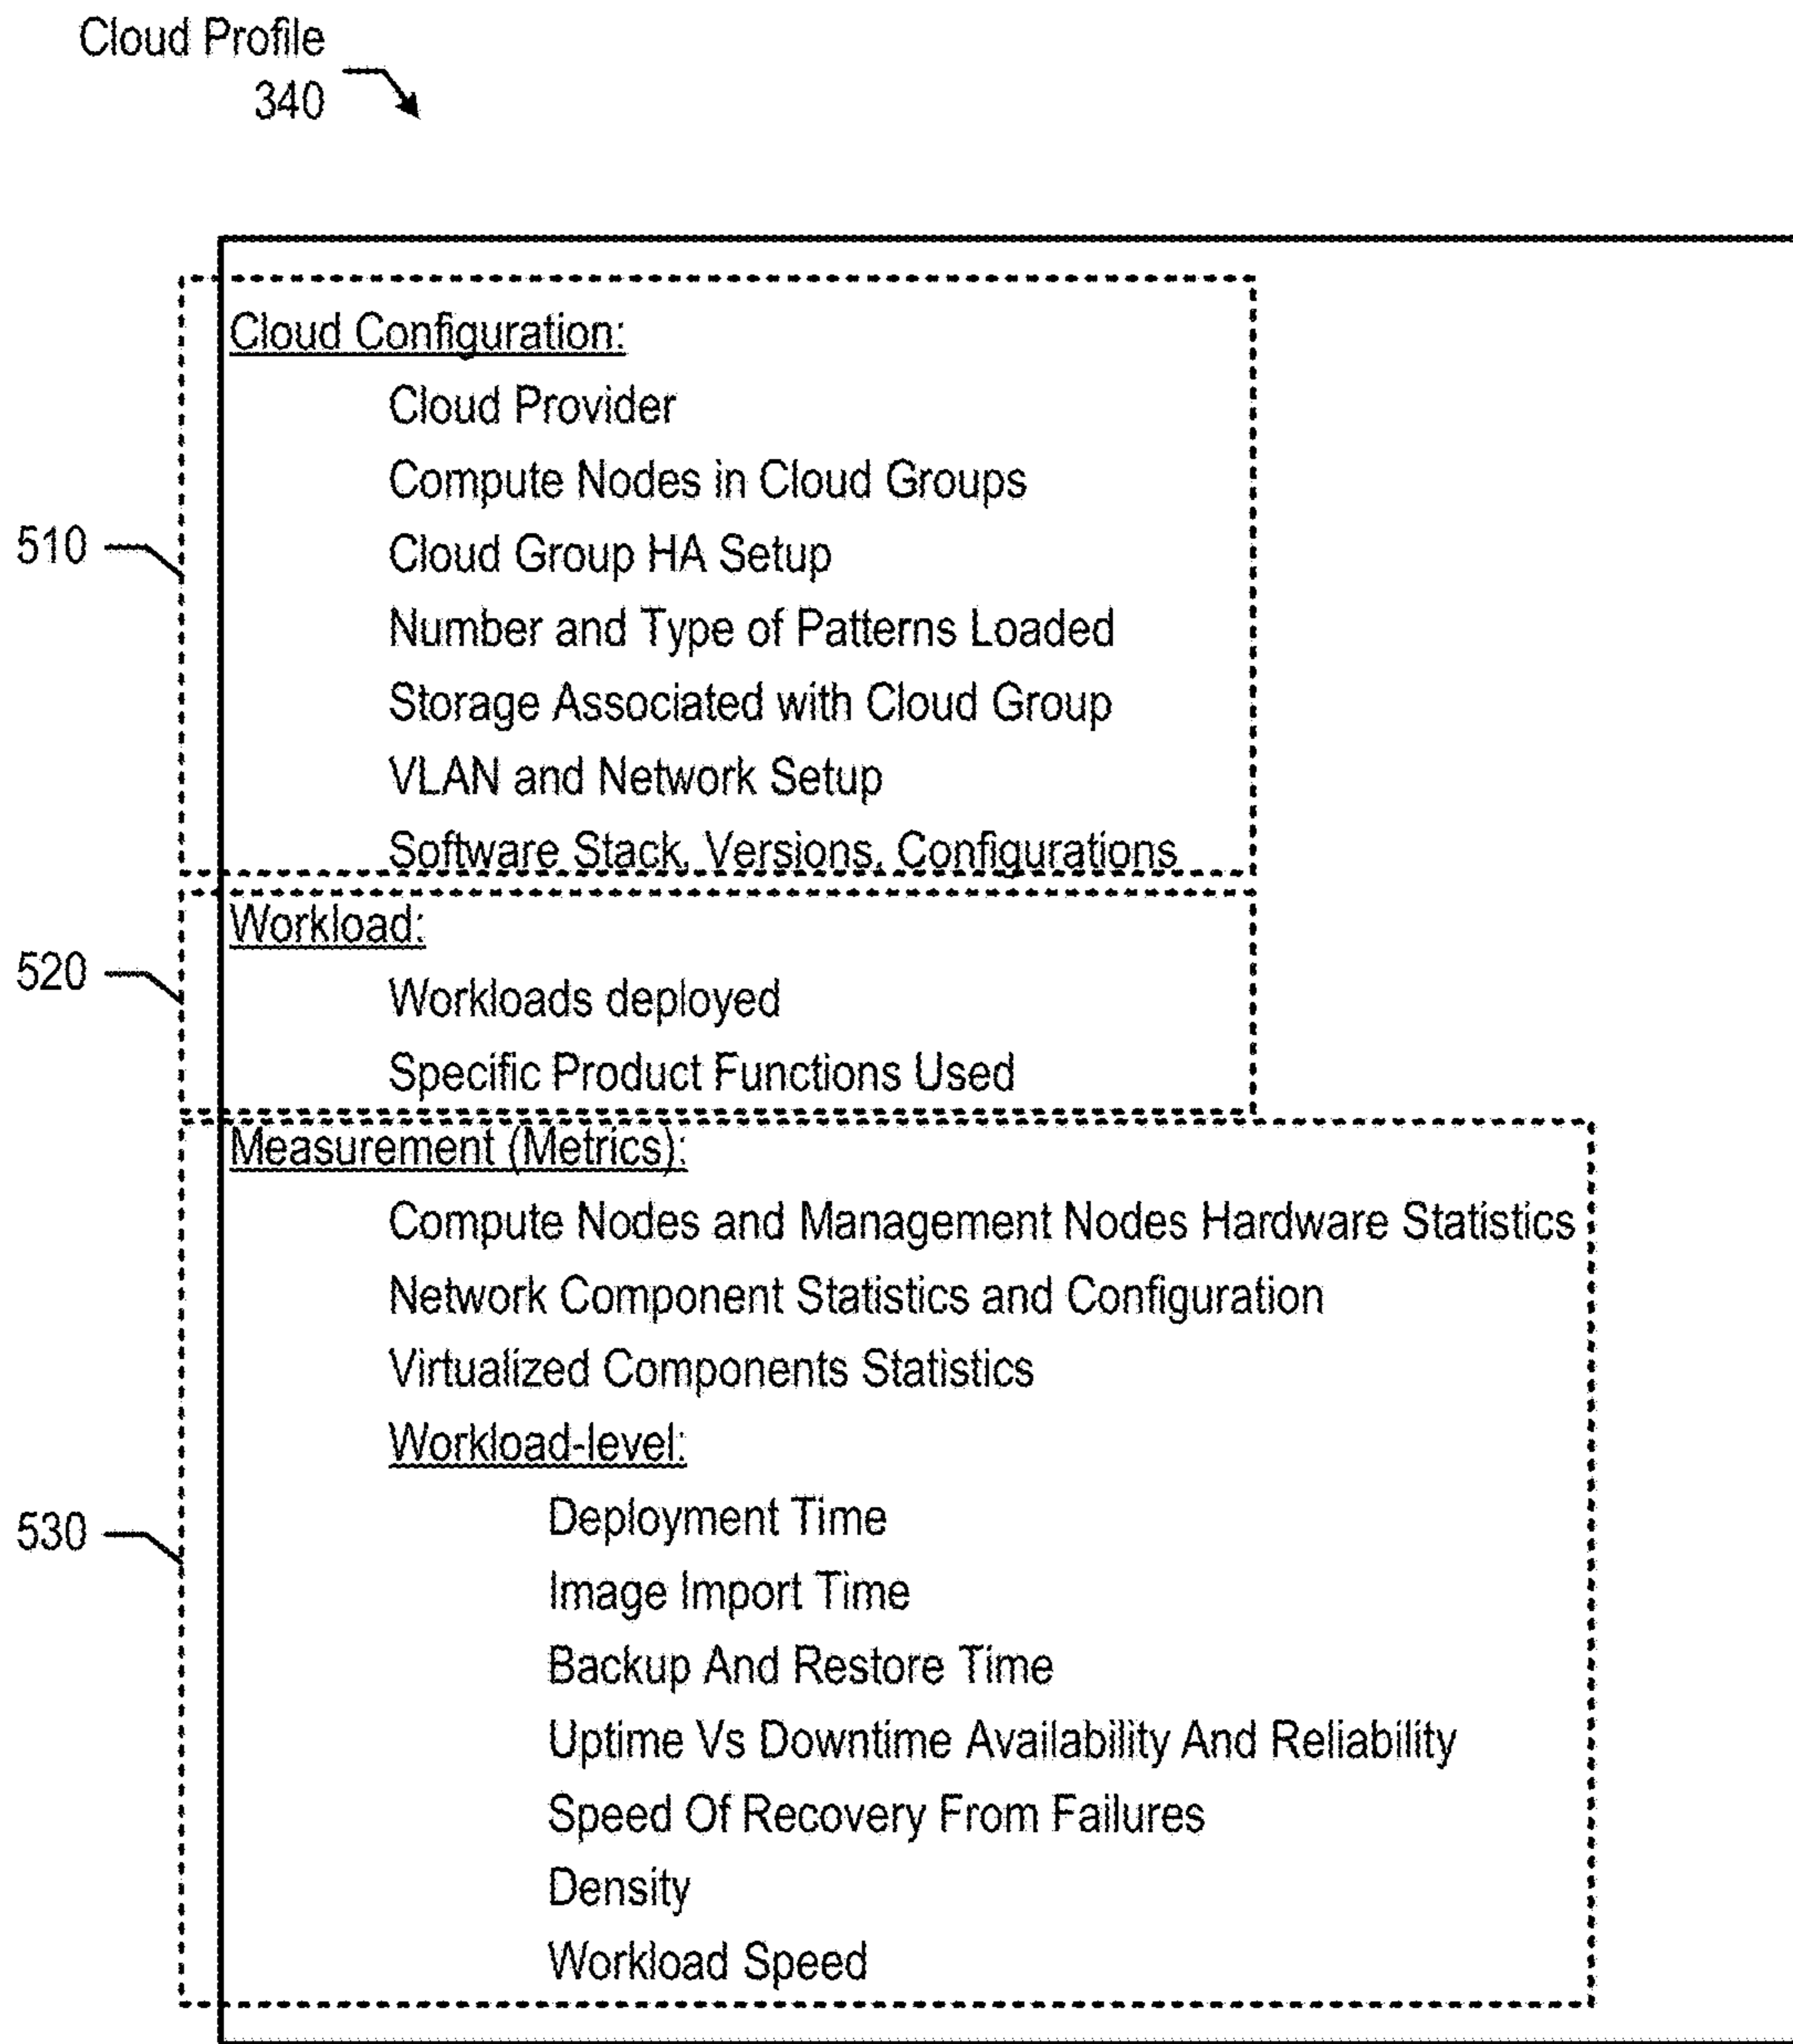 Cloud Profile
340
Cloud Configuration:
Cloud Provider
Compute Nodes in Cloud Groups
510
Cloud Group HA Setup
Number and Type of Patterns Loaded
Storage Associated with Cloud Group
VLAN and Network Setup
Software Stack, Versions, Configurations
Workload:
520
Workloads deployed
Specific Product Functions Used
Measurement (Metrics):
Compute Nodes and Management Nodes Hardware Statistics
Network Component Statistics and Configuration
Virtualized Components Statistics
Workload-level:
Deployment Time
530
Image Import Time
Backup And Restore Time
Uptime Vs Downtime Availability And Reliability
Speed Of Recovery From Failures
Density
Workload Speed